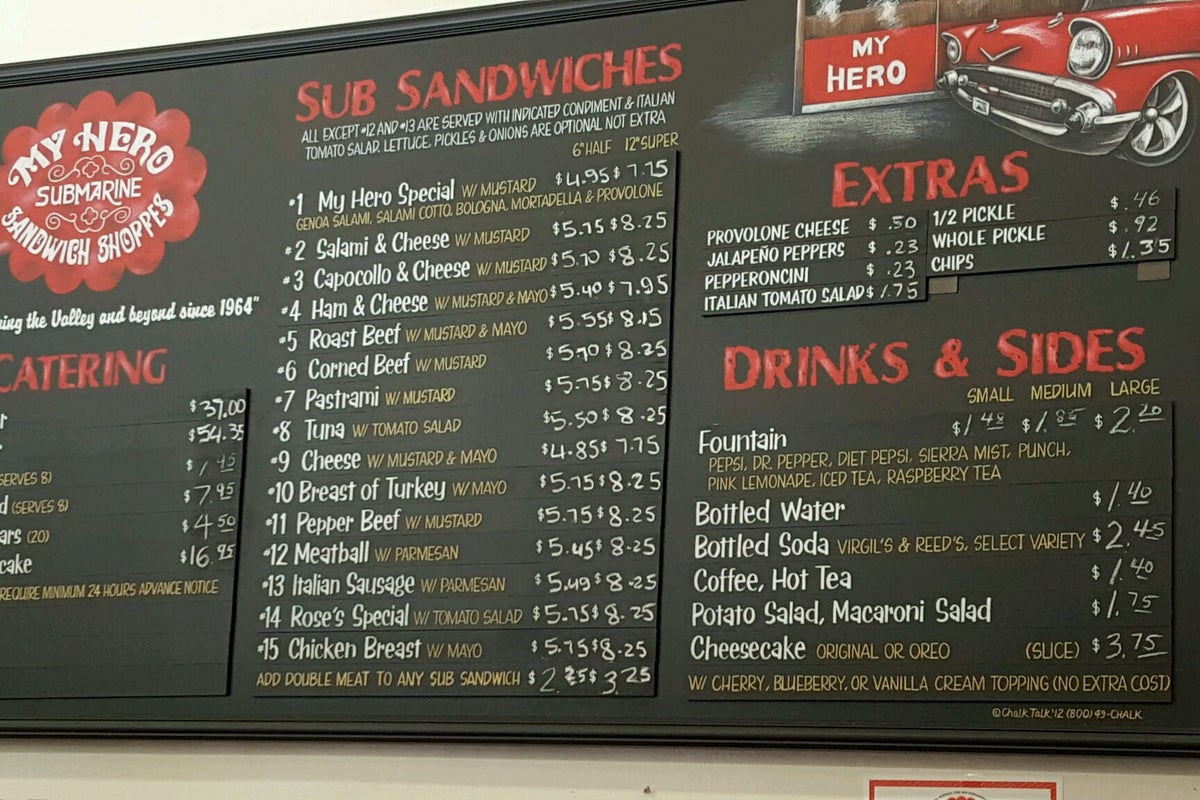 MY HERO
SUBMARINE
SANDWICH SHOPPES
the Valley and beyond since 1964"
CATERING
$37.00
$54.35
(SERVES 8)
(SERVES 8) $7.95
(20) $4.50
$16.95
REQUIRE MINIMUM 24 HOURS ADVANCE NOTICE
SUB SANDWICHES
ALL EXCEPT #12 AND #13 ARE SERVED WITH INDICATED CONDIMENT & ITALIAN
TOMATO SALAD. LETTUCE, PICKLES & ONIONS ARE OPTIONAL NOT EXTRA
6" HALF 12" SUPER
#1 My Hero Special W/ MUSTARD $4.95 $7.75
GENOA SALAMI, SALAMI COTTO, BOLOGNA, MORTADELLA & PROVOLONE
#2 Salami & Cheese W/ MUSTARD $5.75 $8.25
#3 Capocollo & Cheese W/ MUSTARD $5.70 $8.25
#4 Ham & Cheese W/ MUSTARD & MAYO $5.40 $7.95
#5 Roast Beef W/ MUSTARD & MAYO $5.55 $8.15
#6 Corned Beef W/ MUSTARD $5.70 $8.25
#7 Pastrami W/ MUSTARD $5.75 $8.25
#8 Tuna W/ TOMATO SALAD $5.50 $8.25
#9 Cheese W/ MUSTARD & MAYO $4.85 $7.75
#10 Breast of Turkey W/ MAYO $5.75 $8.25
#11 Pepper Beef W/ MUSTARD $5.75 $8.25
#12 Meatball W/ PARMESAN $5.45 $8.25
#13 Italian Sausage W/ PARMESAN $5.49 $8.25
#14 Rose's Special W/ TOMATO SALAD $5.75 $8.25
#15 Chicken Breast W/ MAYO $5.75 $8.25
ADD DOUBLE MEAT TO ANY SUB SANDWICH $2.25 $3.25
MY
HERO
EXTRAS
PROVOLONE CHEESE $.50
JALAPEÑO PEPPERS $.23
PEPPERONCINI $.23
ITALIAN TOMATO SALAD $1.75
1/2 PICKLE $.46
WHOLE PICKLE $.92
CHIPS $1.35
DRINKS & SIDES
SMALL MEDIUM LARGE
Fountain $1.48 $1.85 $2.20
PEPSI, DR. PEPPER, DIET PEPSI, SIERRA MIST, PUNCH,
PINK LEMONADE, ICED TEA, RASPBERRY TEA
Bottled Water $1.40
Bottled Soda VIRGIL'S & REED'S, SELECT VARIETY $2.45
Coffee, Hot Tea $1.40
Potato Salad, Macaroni Salad $1.75
Cheesecake ORIGINAL OR OREO (SLICE) $3.75
W/ CHERRY, BLUEBERRY, OR VANILLA CREAM TOPPING (NO EXTRA COST)
©Chalk Talk '12 (800) 49-CHALK